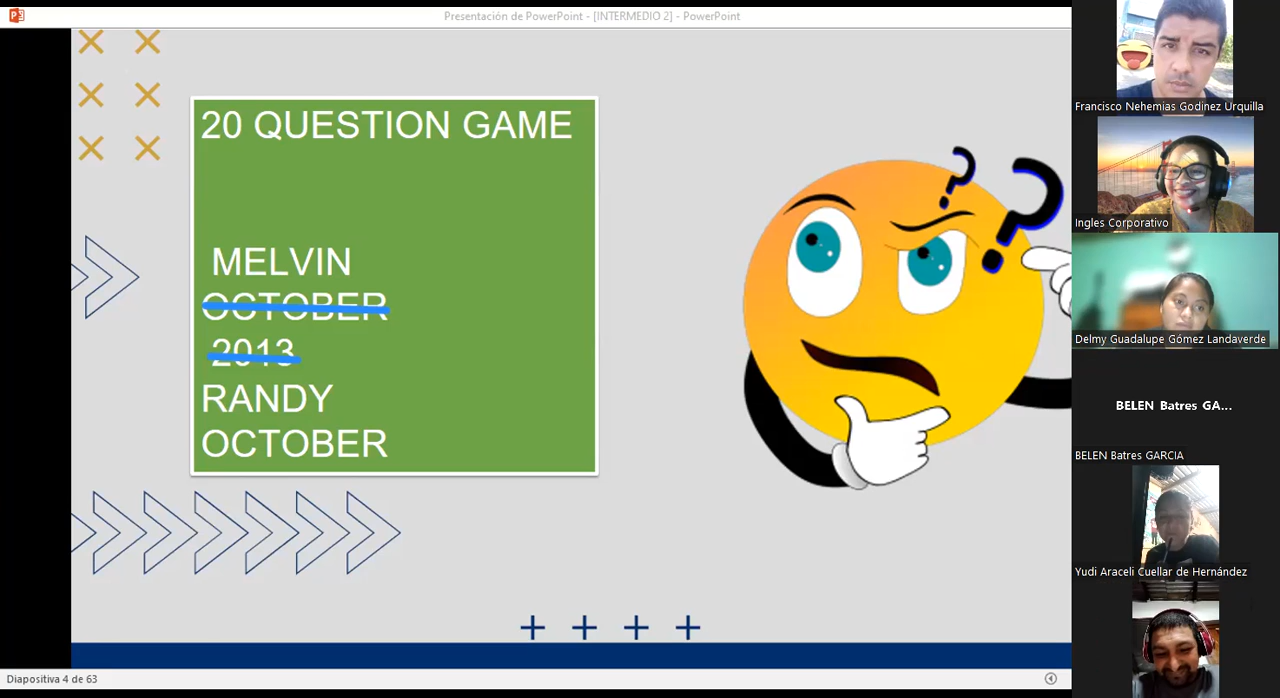 Presentación de PowerPoint - [INTERMEDIO 2] - PowerPoint
20 QUESTION GAME
MELVIN
OCTOBER
2013
RANDY
OCTOBER
? ?
Francisco Nehemias Godinez Urquilla
Ingles Corporativo
Delmy Guadalupe Gómez Landaverde
BELEN Batres GA...
BELEN Batres GARCIA
Yudi Araceli Cuellar de Hernández
Diapositiva 4 de 63